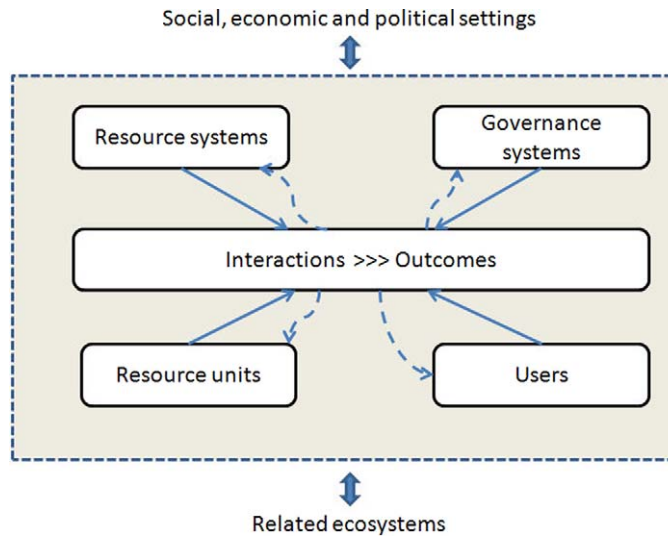 Social, economic and political settings
Resource systems
Governance
systems
Interactions >>> Outcomes
Resource units
Users
Related ecosystems